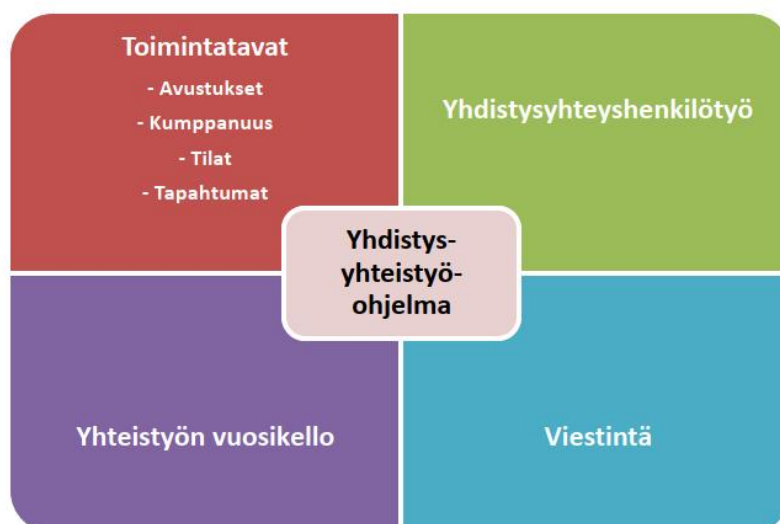 Toimintatavat
- Avustukset
- Kumppanuus
- Tilat
- Tapahtumat
Yhdistysyhteyshenkilötyö
Yhdistys-
yhteistyö-
ohjelma
Yhteistyön vuosikello
Viestintä